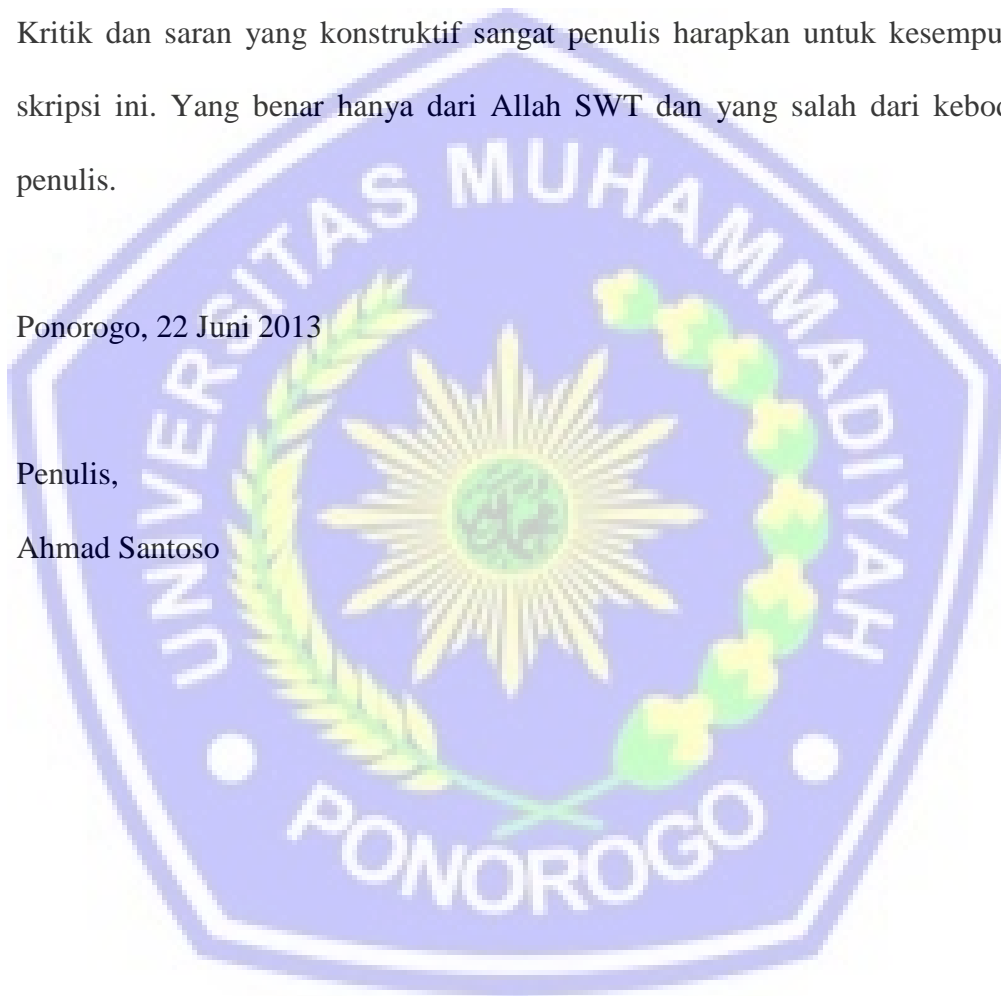 Kritik dan saran yang konstruktif sangat penulis harapkan untuk
skripsi ini. Yang benar hanya dari Allah SWT dan yang salah dari
penulis.
UNIVERSITAS MUHAMMADIYAH
Ponorogo, 22 Juni 2013
Penulis,
Ahmad Santoso
PONOROGO